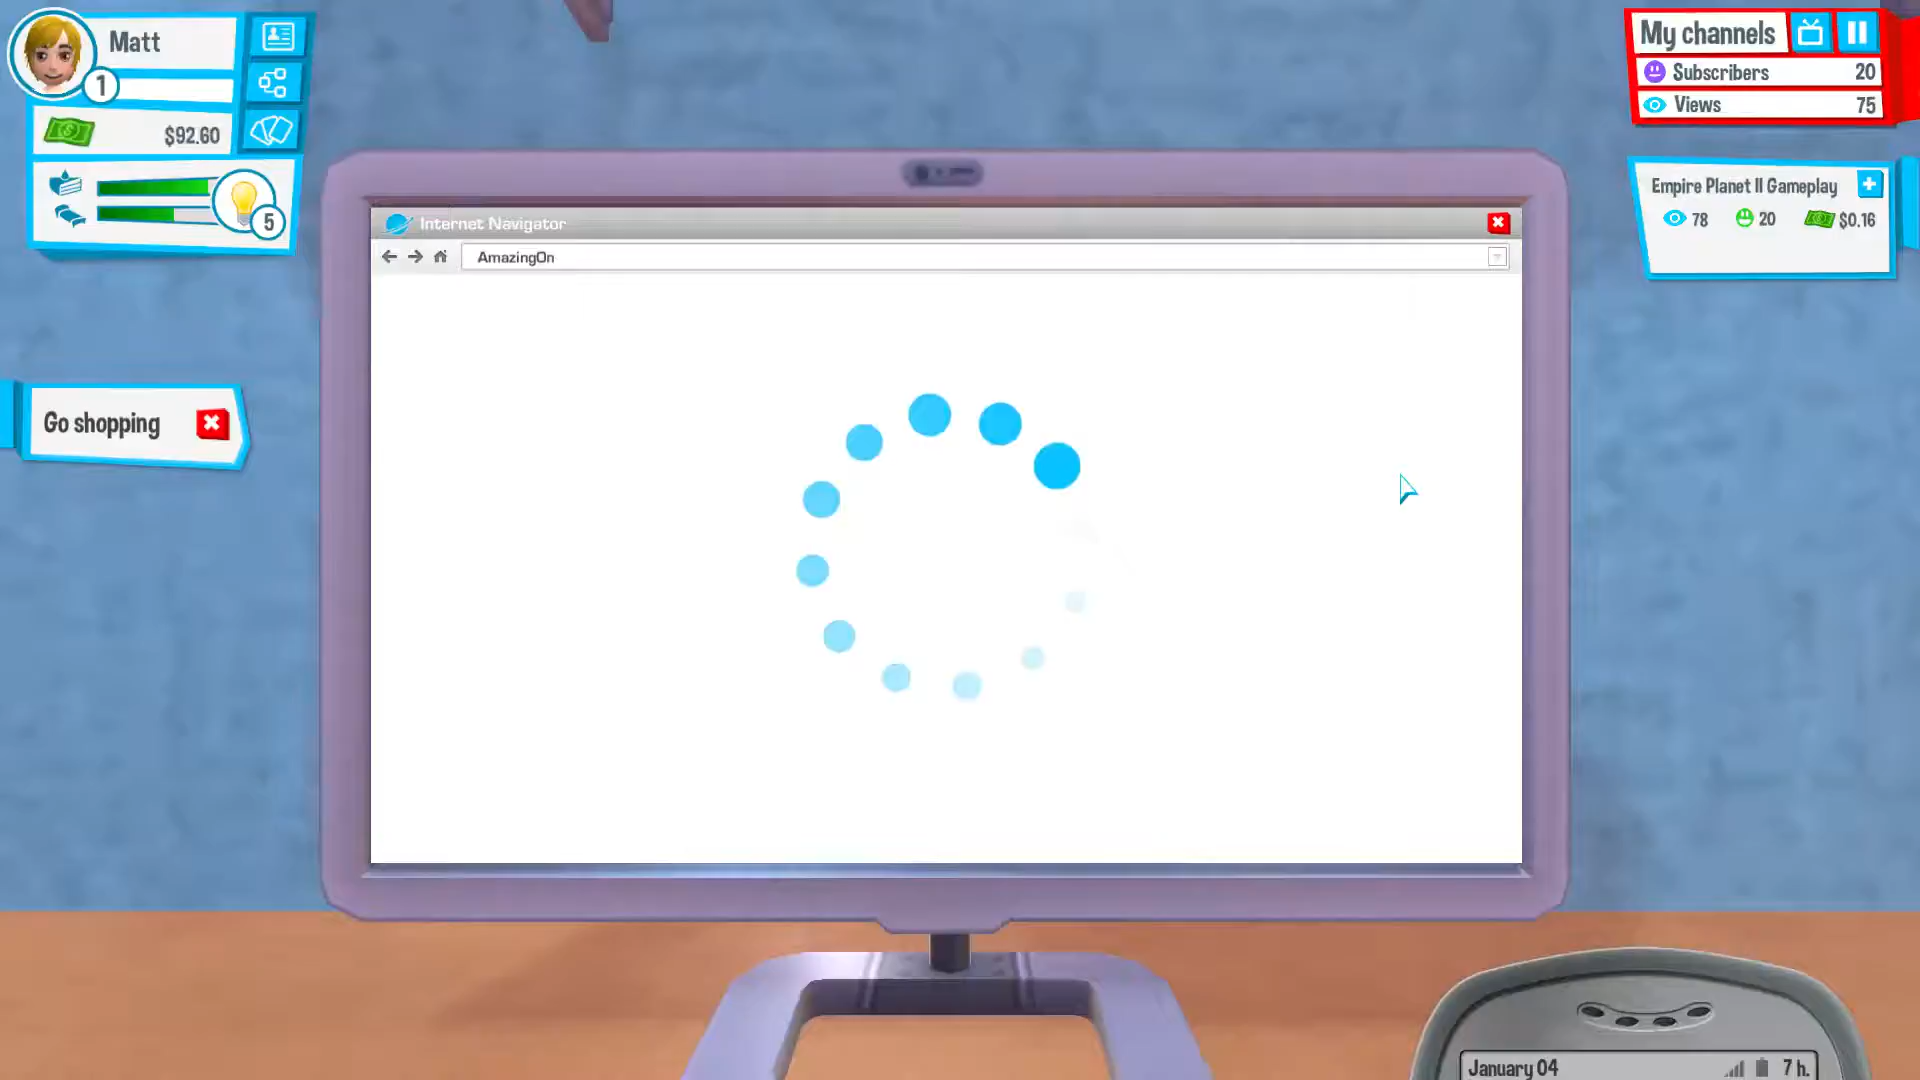 Matt
1
$92.60
5
My channels
Subscribers 20
Views 75
Empire Planet II Gameplay
78 20 $0.16
Internet Navigator
AmazingOn
Go shopping
January 04 7 h.